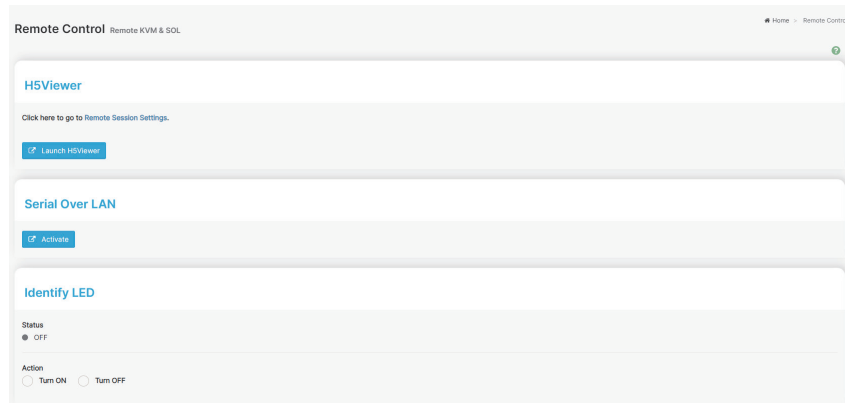 Remote Control Remote KVM & SOL
Home > Remote Contro
H5Viewer
Click here to go to Remote Session Settings.
Launch H5Viewer
Serial Over LAN
Activate
Identify LED
Status
OFF
Action
Turn ON Turn OFF